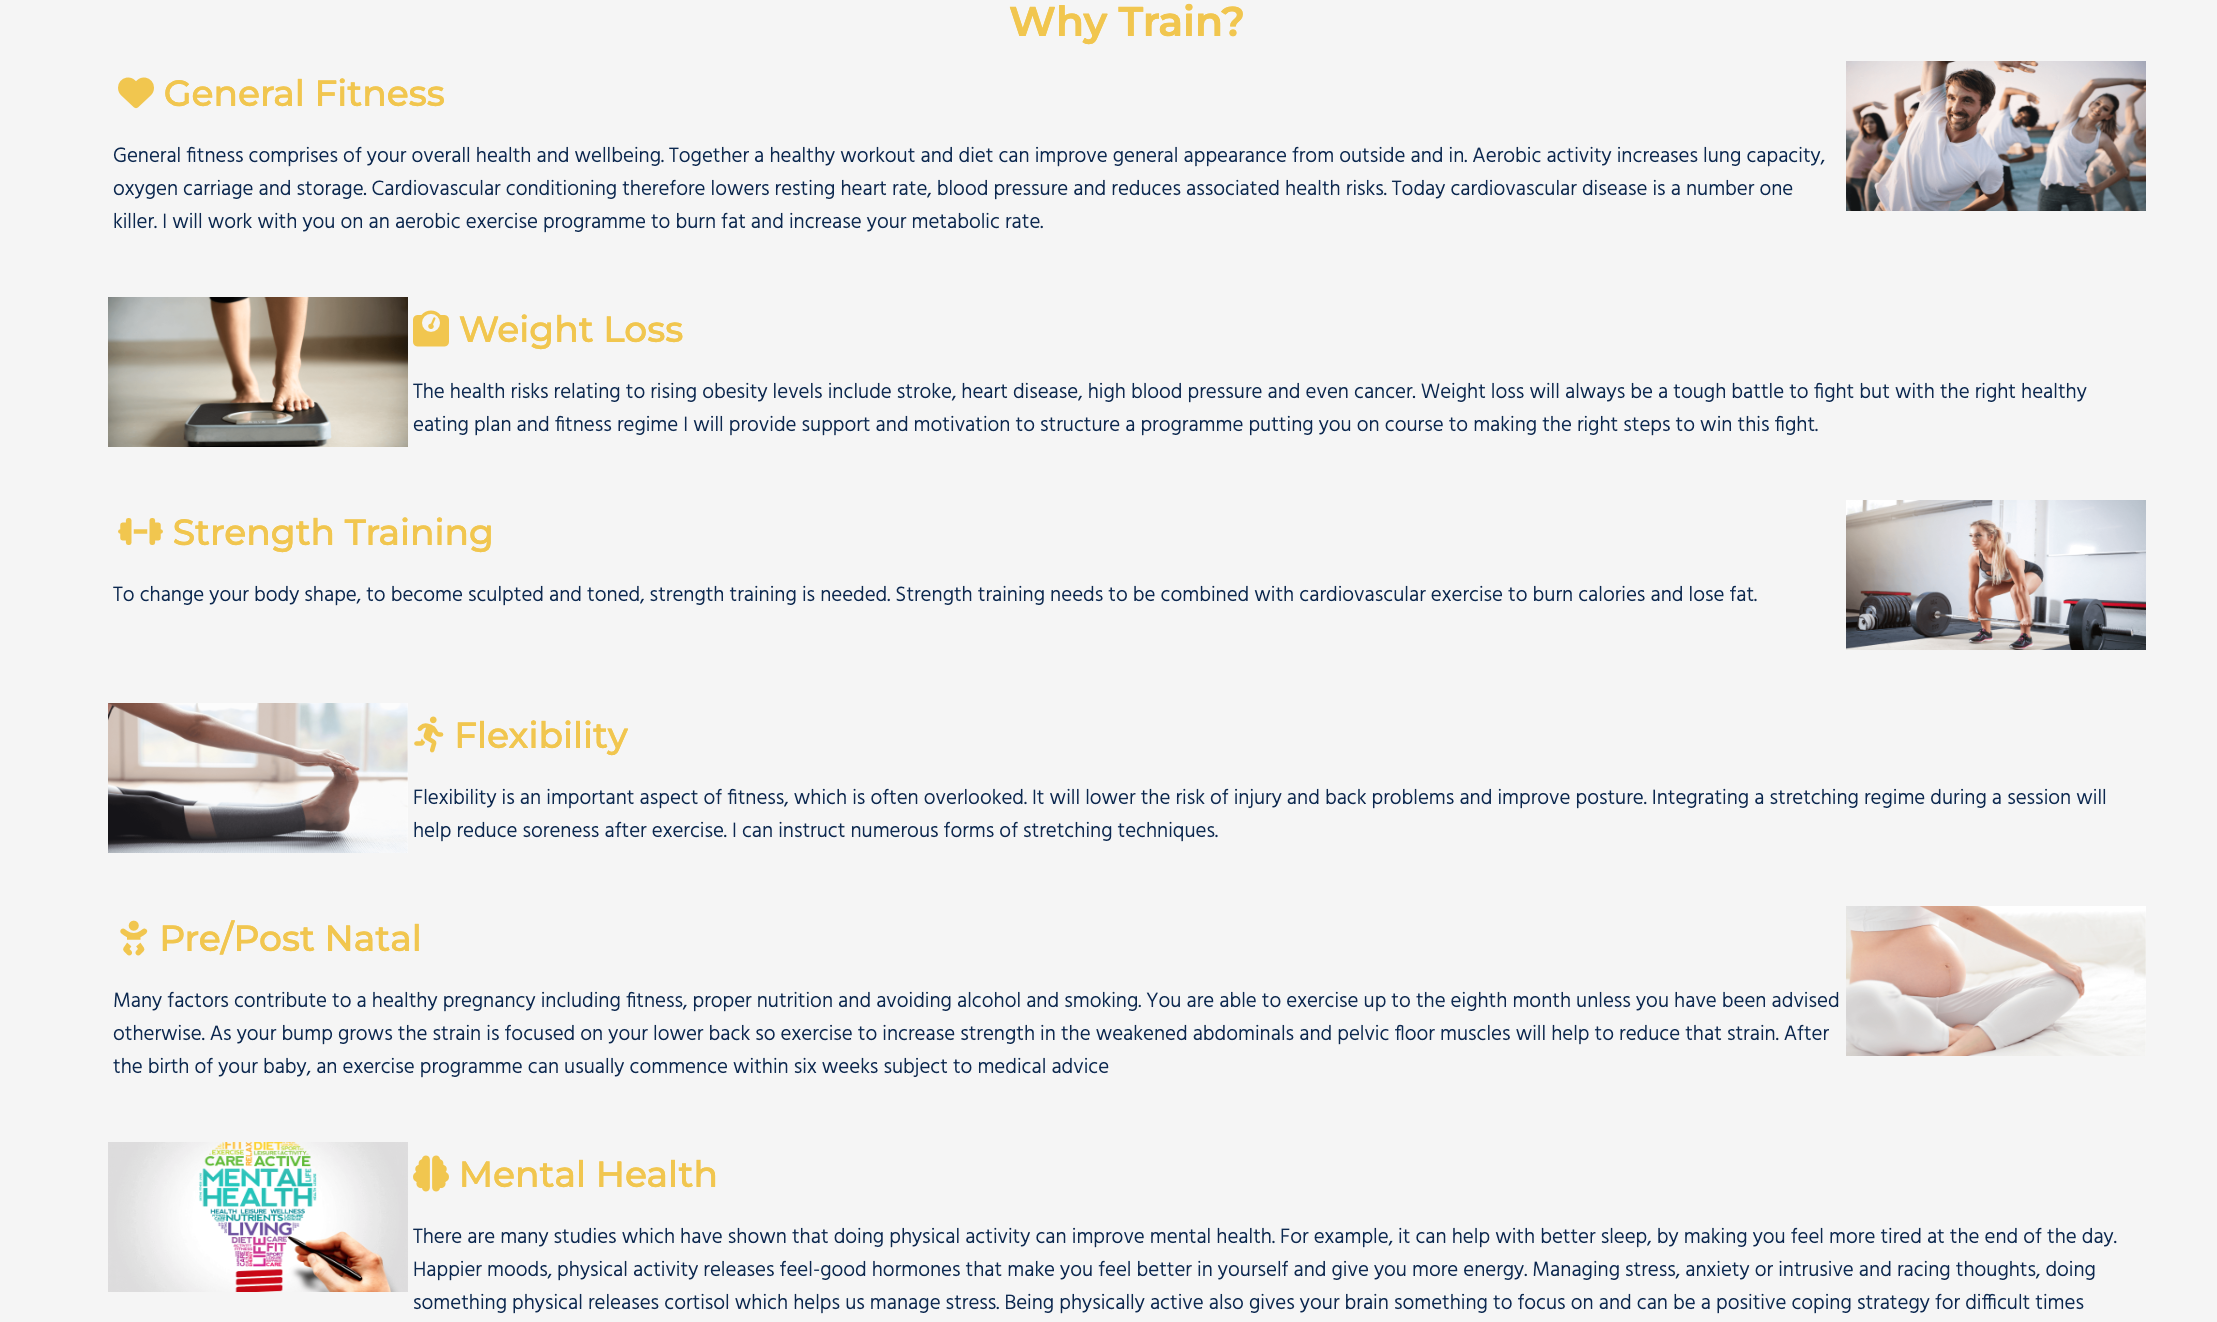 Why Train?
General Fitness
General fitness comprises of your overall health and wellbeing. Together a healthy workout and diet can improve general appearance from outside and in. Aerobic activity increases lung capacity,
oxygen carriage and storage. Cardiovascular conditioning therefore lowers resting heart rate, blood pressure and reduces associated health risks. Today cardiovascular disease is a number one
killer. I will work with you on an aerobic exercise programme to burn fat and increase your metabolic rate.
Weight Loss
The health risks relating to rising obesity levels include stroke, heart disease, high blood pressure and even cancer. Weight loss will always be a tough battle to fight but with the right healthy
eating plan and fitness regime I will provide support and motivation to structure a programme putting you on course to making the right steps to win this fight.
Strength Training
To change your body shape, to become sculpted and toned, strength training is needed. Strength training needs to be combined with cardiovascular exercise to burn calories and lose fat.
Flexibility
Flexibility is an important aspect of fitness, which is often overlooked. It will lower the risk of injury and back problems and improve posture. Integrating a stretching regime during a session will
help reduce soreness after exercise. I can instruct numerous forms of stretching techniques.
Pre/Post Natal
Many factors contribute to a healthy pregnancy including fitness, proper nutrition and avoiding alcohol and smoking. You are able to exercise up to the eighth month unless you have been advised
otherwise. As your bump grows the strain is focused on your lower back so exercise to increase strength in the weakened abdominals and pelvic floor muscles will help to reduce that strain. After
the birth of your baby, an exercise programme can usually commence within six weeks subject to medical advice
FIT DIET
EXERCISE RELAX
CARE ACTIVE
MENTAL LIFE
HEALTH
HEALTH LEISURE WELLNESS
NUTRIENTS
LIVING
DIET CARE
LIFE FIT
CARE
Mental Health
There are many studies which have shown that doing physical activity can improve mental health. For example, it can help with better sleep, by making you feel more tired at the end of the day.
Happier moods, physical activity releases feel-good hormones that make you feel better in yourself and give you more energy. Managing stress, anxiety or intrusive and racing thoughts, doing
something physical releases cortisol which helps us manage stress. Being physically active also gives your brain something to focus on and can be a positive coping strategy for difficult times